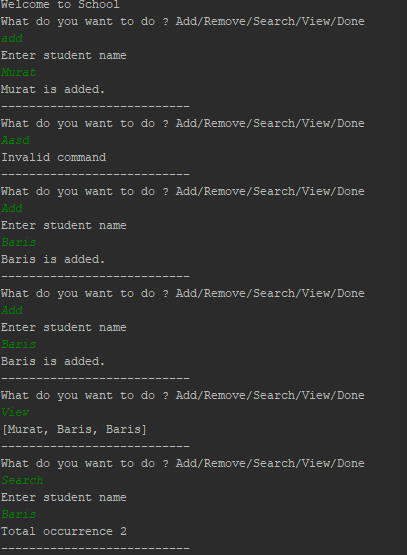 Welcome to School
What do you want to do ? Add/Remove/Search/View/Done
add
Enter student name
Murat
Murat is added.
---------------------------
What do you want to do ? Add/Remove/Search/View/Done
Aasd
Invalid command
---------------------------
What do you want to do ? Add/Remove/Search/View/Done
Add
Enter student name
Baris
Baris is added.
---------------------------
What do you want to do ? Add/Remove/Search/View/Done
Add
Enter student name
Baris
Baris is added.
---------------------------
What do you want to do ? Add/Remove/Search/View/Done
View
[Murat, Baris, Baris]
---------------------------
What do you want to do ? Add/Remove/Search/View/Done
Search
Enter student name
Baris
Total occurrence 2
---------------------------